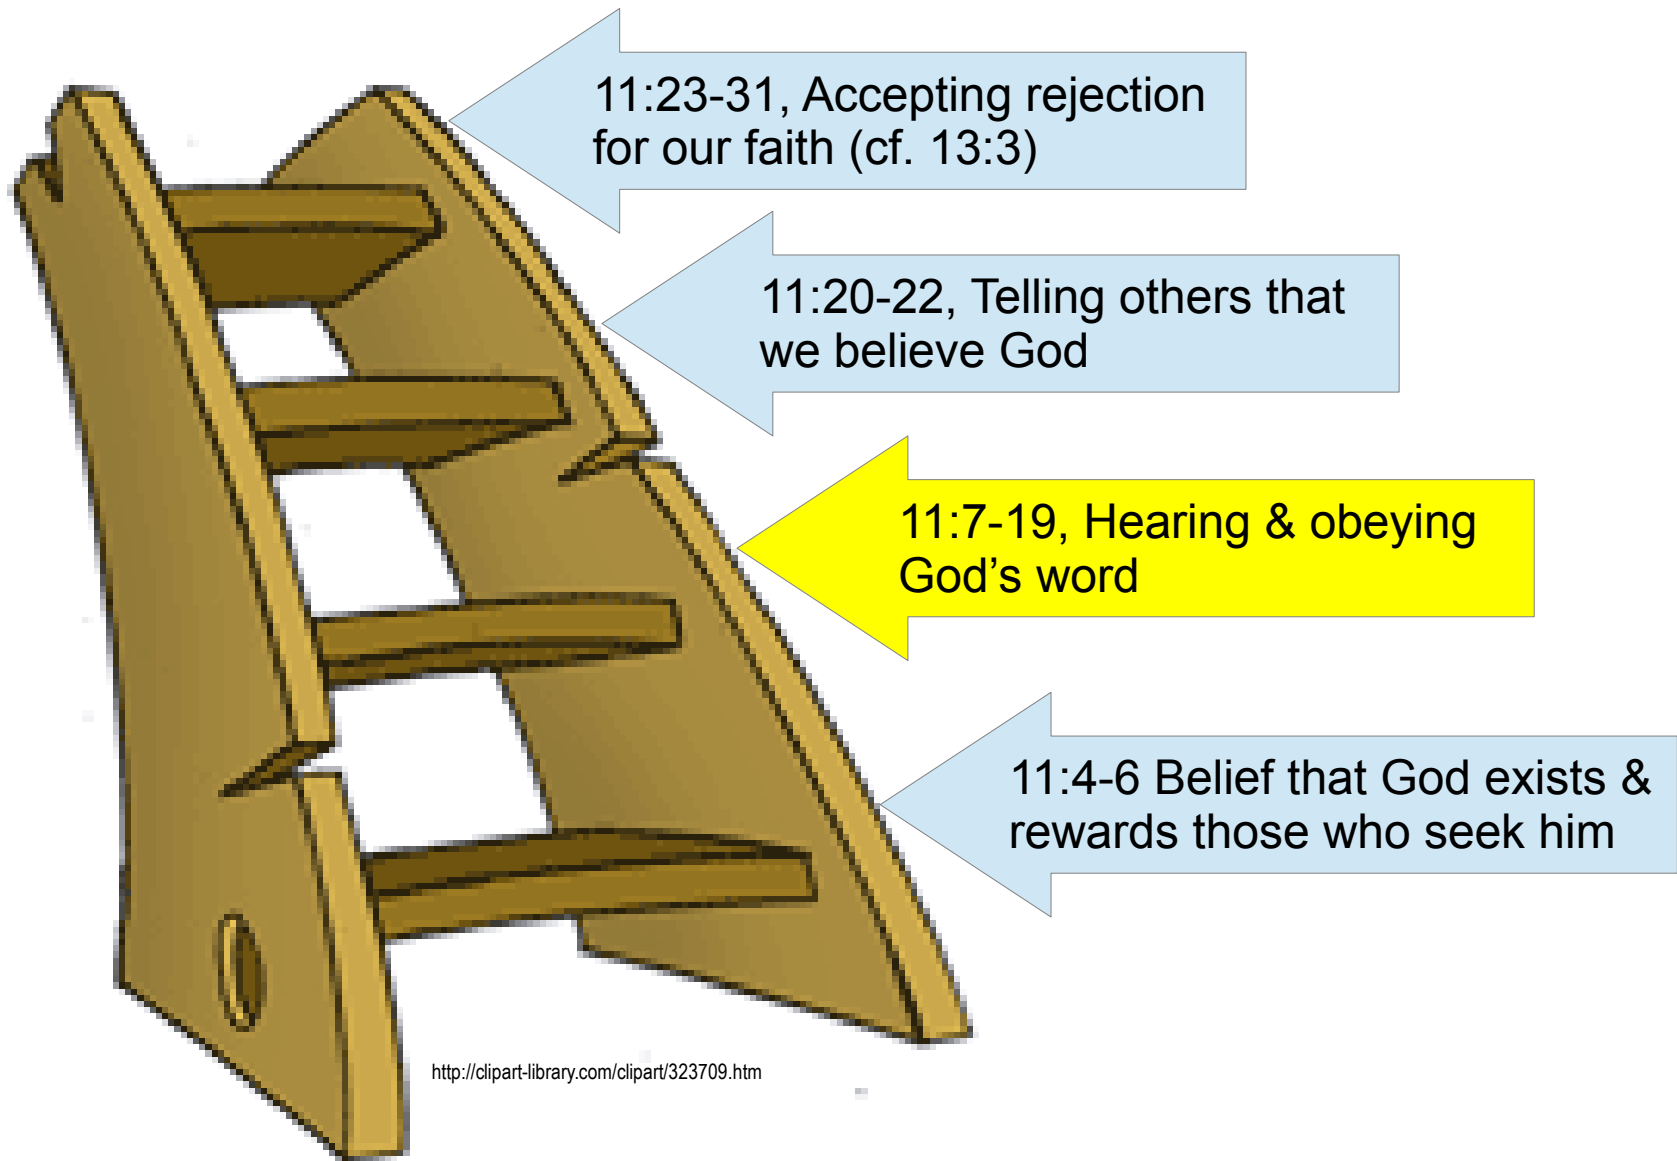 11:23-31, Accepting rejection
for our faith (cf. 13:3)
11:20-22, Telling others that
we believe God
11:7-19, Hearing & obeying
God’s word
11:4-6 Belief that God exists &
rewards those who seek him
http://clipart-library.com/clipart/323709.htm